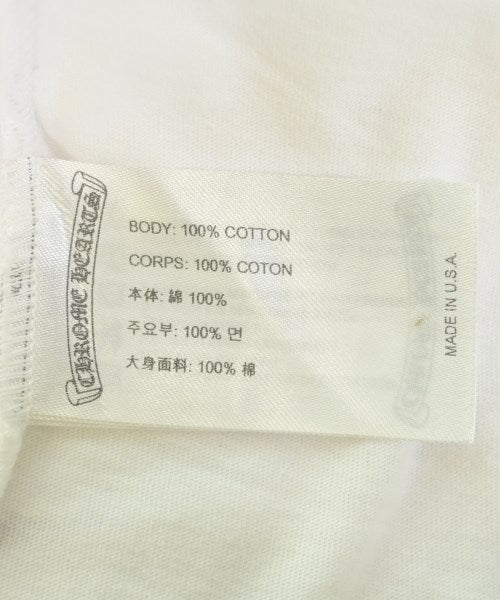 CHROME HEARTS
BODY: 100% COTTON
CORPS: 100% COTON
本体: 綿 100%
주요부: 100% 면
大身面料: 100% 棉
MADE IN U.S.A.